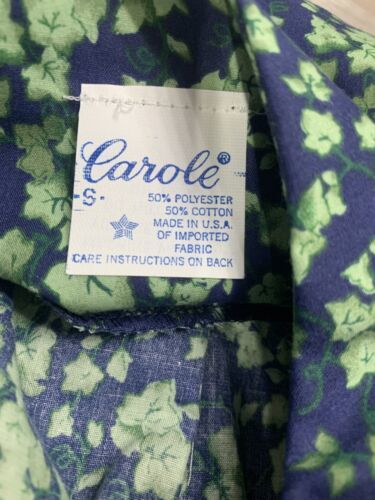 Carole®
-S-
50% POLYESTER
50% COTTON
MADE IN U.S.A.
OF IMPORTED
FABRIC
CARE INSTRUCTIONS ON BACK